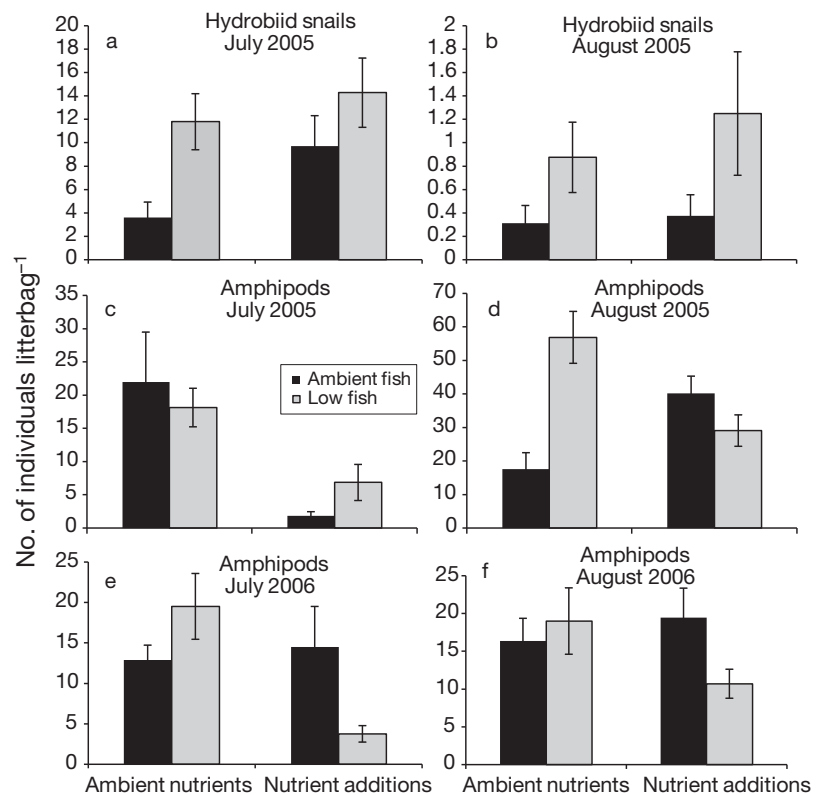 No. of individuals litterbag⁻¹
a
Hydrobiid snails
July 2005
20
18
16
14
12
10
8
6
4
2
0
b
Hydrobiid snails
August 2005
2
1.8
1.6
1.4
1.2
1
0.8
0.6
0.4
0.2
0
c
Amphipods
July 2005
35
30
25
20
15
10
5
0
Ambient fish
Low fish
d
Amphipods
August 2005
70
60
50
40
30
20
10
0
e
Amphipods
July 2006
25
20
15
10
5
0
Ambient nutrients
Nutrient additions
f
Amphipods
August 2006
25
20
15
10
5
0
Ambient nutrients
Nutrient additions